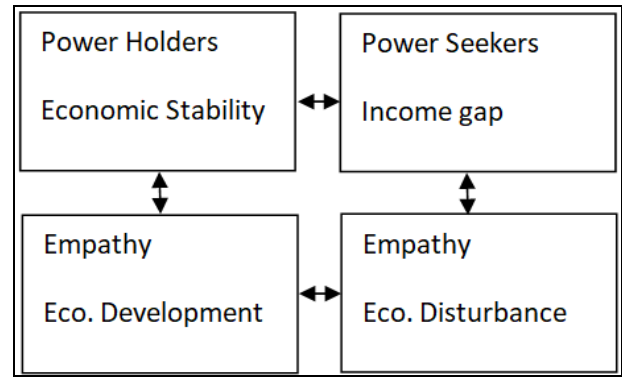 Power Holders
Economic Stability
Power Seekers
Income gap
Empathy
Eco. Development
Empathy
Eco. Disturbance